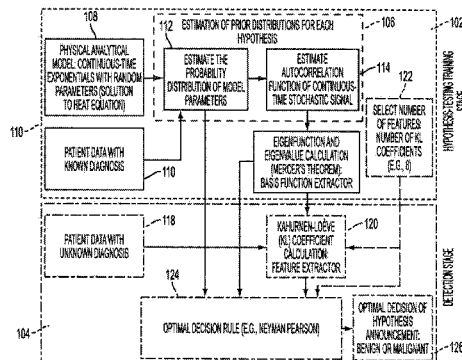 108
PHYSICAL ANALYTICAL
MODEL: CONTINUOUS-TIME
EXPONENTIALS WITH RANDOM
PARAMETERS (SOLUTION
TO HEAT EQUATION)
ESTIMATION OF PRIOR DISTRIBUTIONS FOR EACH
HYPOTHESIS
106
112
ESTIMATE THE
PROBABILITY
DISTRIBUTION OF MODEL
PARAMETERS
ESTIMATE
AUTOCORRELATION
FUNCTION OF CONTINUOUS-
TIME STOCHASTIC SIGNAL
114
102
HYPOTHESIS-TESTING TRAINING
STAGE
122
SELECT NUMBER
OF FEATURES:
NUMBER OF KL
COEFFICIENTS
(E.G., 6)
110
PATIENT DATA WITH
KNOWN DIAGNOSIS
110
EIGENFUNCTION AND
EIGENVALUE CALCULATION
(MERCER'S THEOREM):
BASIS FUNCTION EXTRACTOR
118
PATIENT DATA WITH
UNKNOWN DIAGNOSIS
KAHURNEN-LOÈVE
(KL) COEFFICIENT
CALCULATION:
FEATURE EXTRACTOR
120
DETECTION STAGE
124
OPTIMAL DECISION RULE (E.G., NEYMAN PEARSON)
OPTIMAL DECISION
OF HYPOTHESIS
ANNOUNCEMENT:
BENIGN OR MALIGNANT
104
126